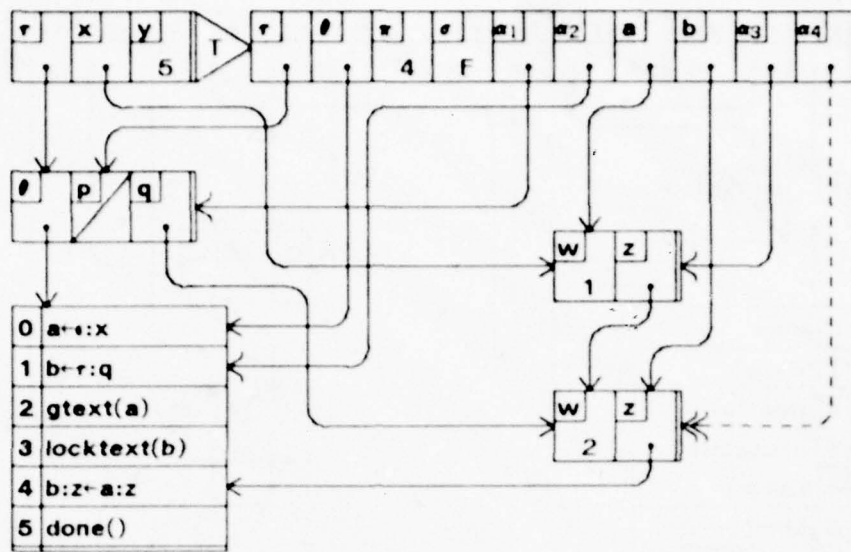 τ x y T τ θ π σ α1 α2 a b α3 α4
5 4 F
θ p q
w z
1
0 a←ε:x
1 b←τ:q
2 gtext(a)
w z
3 locktext(b)
2
4 b:z←a:z
5 done()